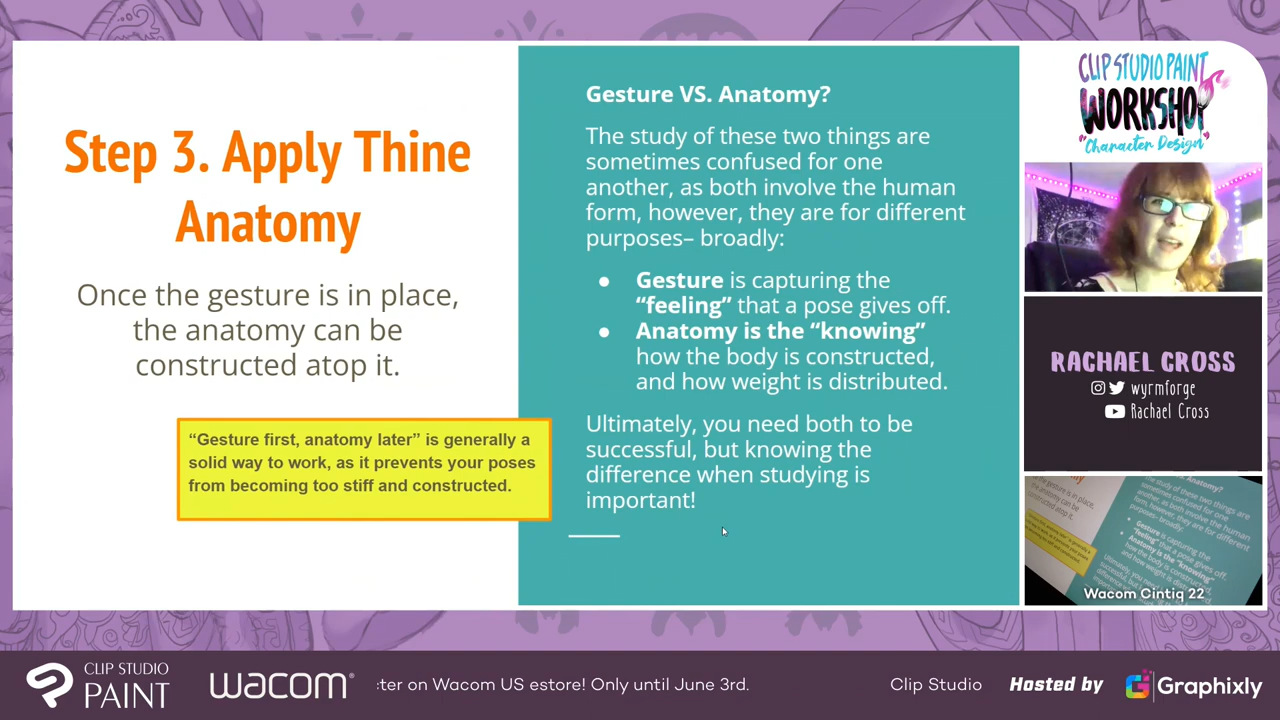 Step 3. Apply Thine
Anatomy
Once the gesture is in place,
the anatomy can be
constructed atop it.
“Gesture first, anatomy later” is generally a
solid way to work, as it prevents your poses
from becoming too stiff and constructed.
Gesture VS. Anatomy?
The study of these two things are
sometimes confused for one
another, as both involve the human
form, however, they are for different
purposes– broadly:
● Gesture is capturing the
“feeling” that a pose gives off.
● Anatomy is the “knowing”
how the body is constructed,
and how weight is distributed.
Ultimately, you need both to be
successful, but knowing the
difference when studying is
important!
CLIP STUDIO PAINT
WORKSHOP
"Character Design"
RACHAEL CROSS
wyrmforge
Rachael Cross
Wacom Cintiq 22
CLIP STUDIO
PAINT
wacom®
ter on Wacom US estore! Only until June 3rd.
Clip Studio
Hosted by
Graphixly